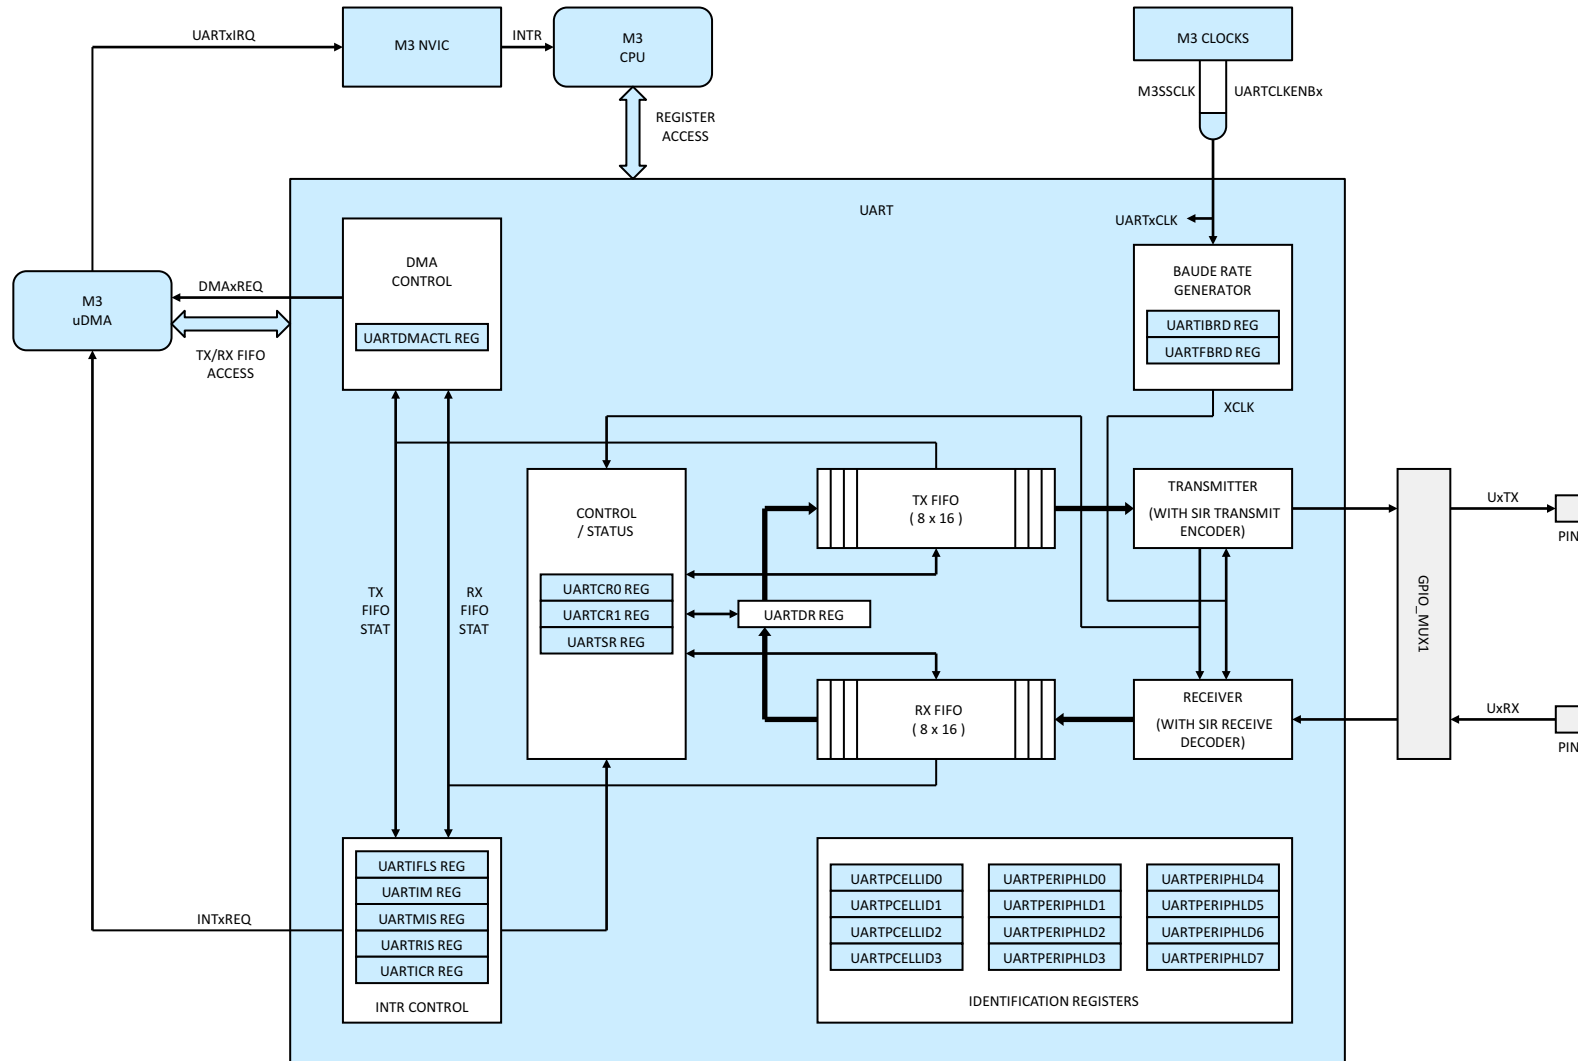 UARTxIRQ
M3 NVIC
INTR
M3
CPU
M3 CLOCKS
M3SSCLK
UARTCLKENBx
REGISTER
ACCESS
UART
UARTxCLK
DMA
CONTROL
UARTDMACTL REG
BAUDE RATE
GENERATOR
UARTIBRD REG
UARTFBRD REG
M3
uDMA
DMAxREQ
TX/RX FIFO
ACCESS
XCLK
CONTROL
/ STATUS
UARTCR0 REG
UARTCR1 REG
UARTSR REG
TX FIFO
( 8 x 16 )
TRANSMITTER
(WITH SIR TRANSMIT
ENCODER)
UxTX
PIN
GPIO_MUX1
TX
FIFO
STAT
RX
FIFO
STAT
UARTDR REG
RX FIFO
( 8 x 16 )
RECEIVER
(WITH SIR RECEIVE
DECODER)
UxRX
PIN
INTxREQ
UARTIFLS REG
UARTIM REG
UARTMIS REG
UARTRIS REG
UARTICR REG
INTR CONTROL
UARTPCELLID0
UARTPCELLID1
UARTPCELLID2
UARTPCELLID3
UARTPERIPHLD0
UARTPERIPHLD1
UARTPERIPHLD2
UARTPERIPHLD3
UARTPERIPHLD4
UARTPERIPHLD5
UARTPERIPHLD6
UARTPERIPHLD7
IDENTIFICATION REGISTERS